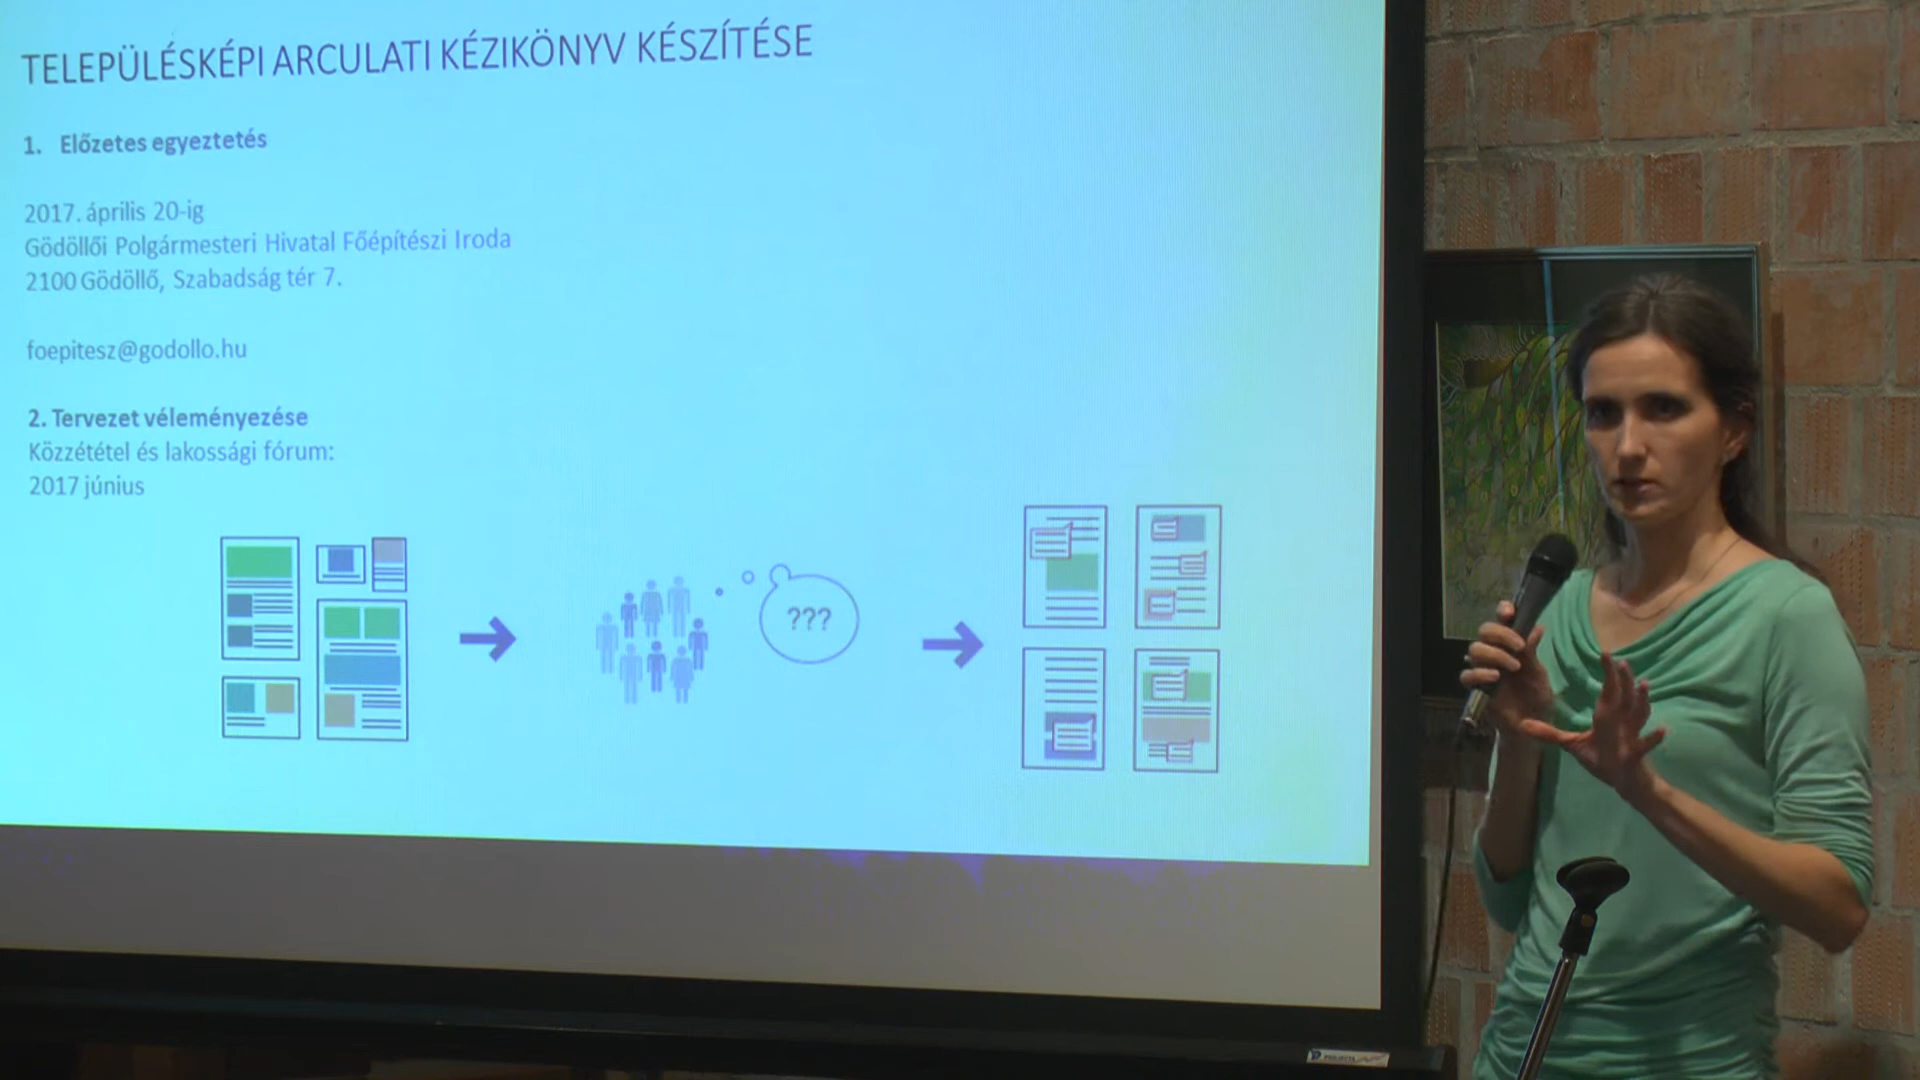 TELEPÜLÉSKÉPI ARCULATI KÉZIKÖNYV KÉSZÍTÉSE
1. Előzetes egyeztetés
2017. április 20-ig
Gödöllői Polgármesteri Hivatal Főépítészi Iroda
2100 Gödöllő, Szabadság tér 7.
foepitesz@godollo.hu
2. Tervezet véleményezése
Közzététel és lakossági fórum:
2017 június
???